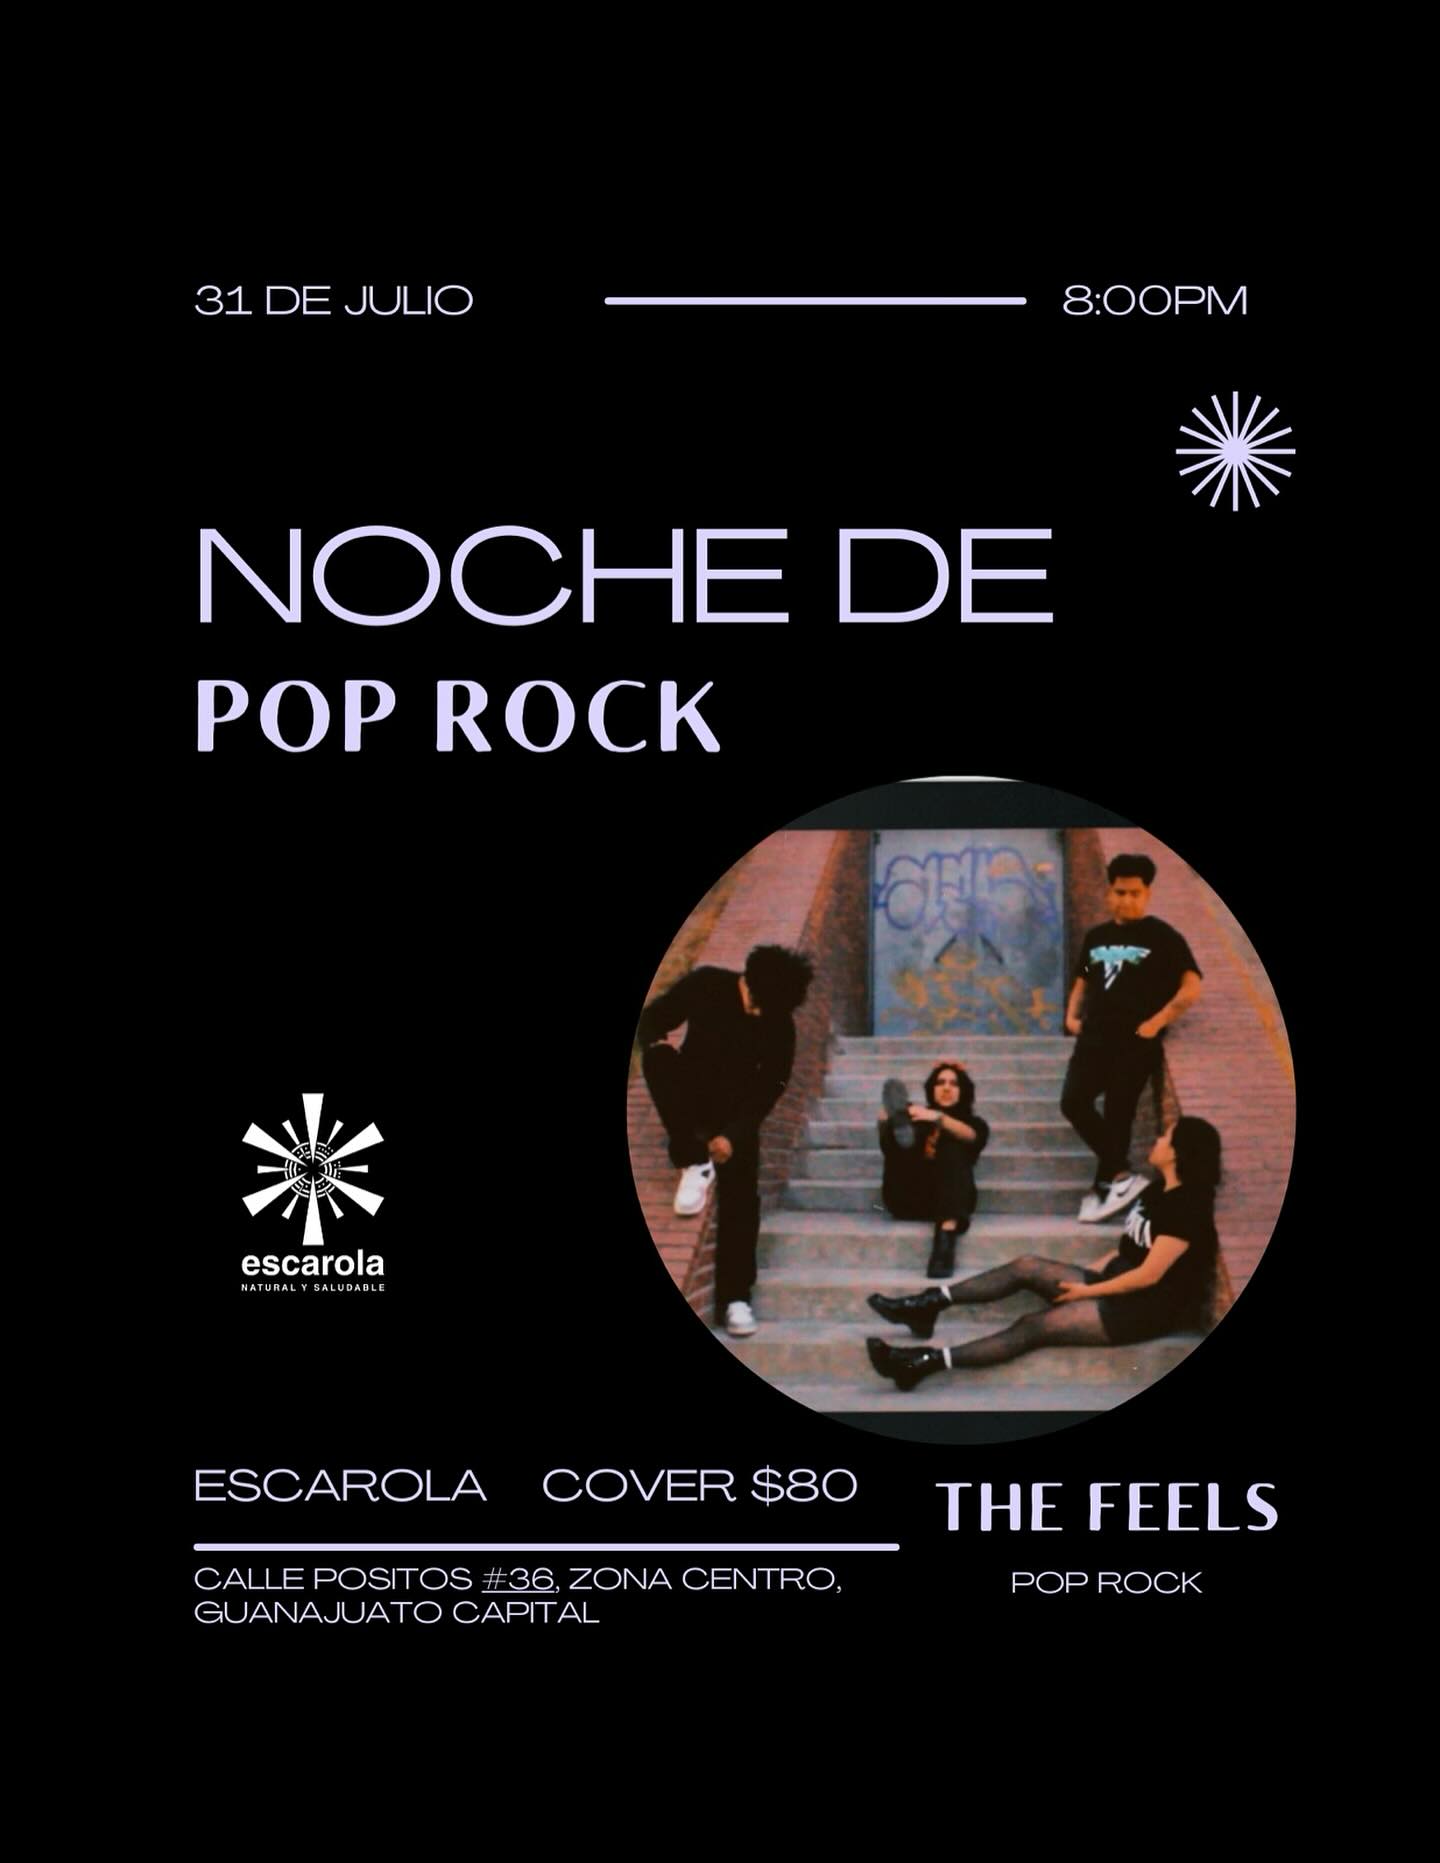 31 DE JULIO
8:00PM
NOCHE DE
POP ROCK
escarola
NATURAL Y SALUDABLE
ESCAROLA COVER $80
CALLE POSITOS #36, ZONA CENTRO,
GUANAJUATO CAPITAL
THE FEELS
POP ROCK